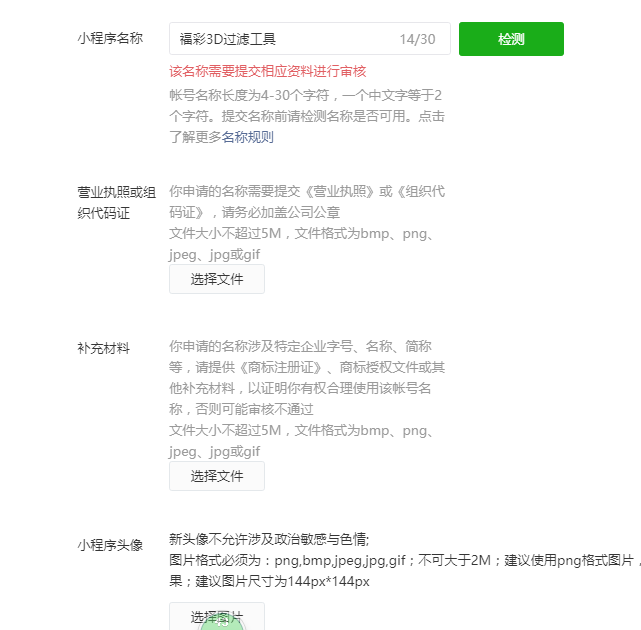 小程序名称
福彩3D过滤工具 14/30 检测
该名称需要提交相应资料进行审核
帐号名称长度为4-30个字符，一个中文字等于2
个字符。提交名称前请检测名称是否可用。点击
了解更多名称规则
营业执照或组
织代码证
你申请的名称需要提交《营业执照》或《组织代
码证》，请务必加盖公司公章
文件大小不超过5M，文件格式为bmp、png、
jpeg、jpg或gif
选择文件
补充材料
你申请的名称涉及特定企业字号、名称、简称
等，请提供《商标注册证》、商标授权文件或其
他补充材料，以证明你有权合理使用该帐号名
称，否则可能审核不通过
文件大小不超过5M，文件格式为bmp、png、
jpeg、jpg或gif
选择文件
小程序头像
新头像不允许涉及政治敏感与色情;
图片格式必须为：png,bmp,jpeg,jpg,gif；不可大于2M；建议使用png格式图片，
果；建议图片尺寸为144px*144px
选择图片